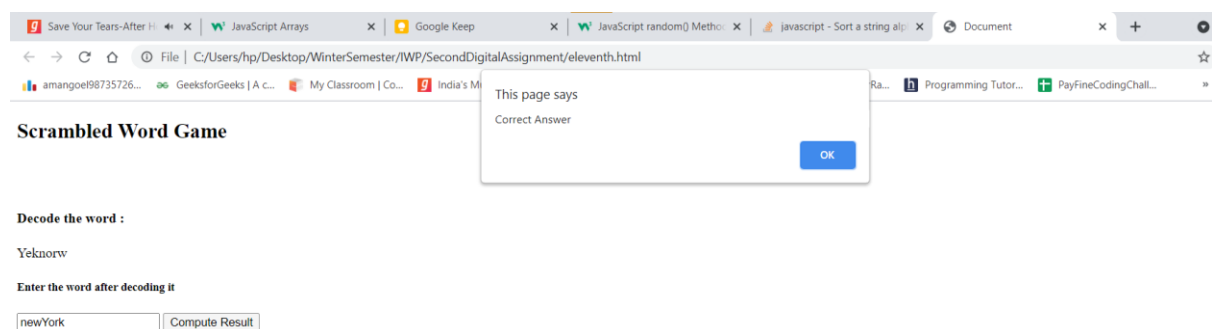 Save Your Tears-After H
JavaScript Arrays
Google Keep
JavaScript random() Method
javascript - Sort a string alp
Document
File | C:/Users/hp/Desktop/WinterSemester/IWP/SecondDigitalAssignment/eleventh.html
amangoel98735726... GeeksforGeeks | A c... My Classroom | Co... India's M Ra... Programming Tutor... PayFineCodingChall... »
This page says
Correct Answer
OK
Scrambled Word Game
Decode the word :
Yeknorw
Enter the word after decoding it
newYork Compute Result